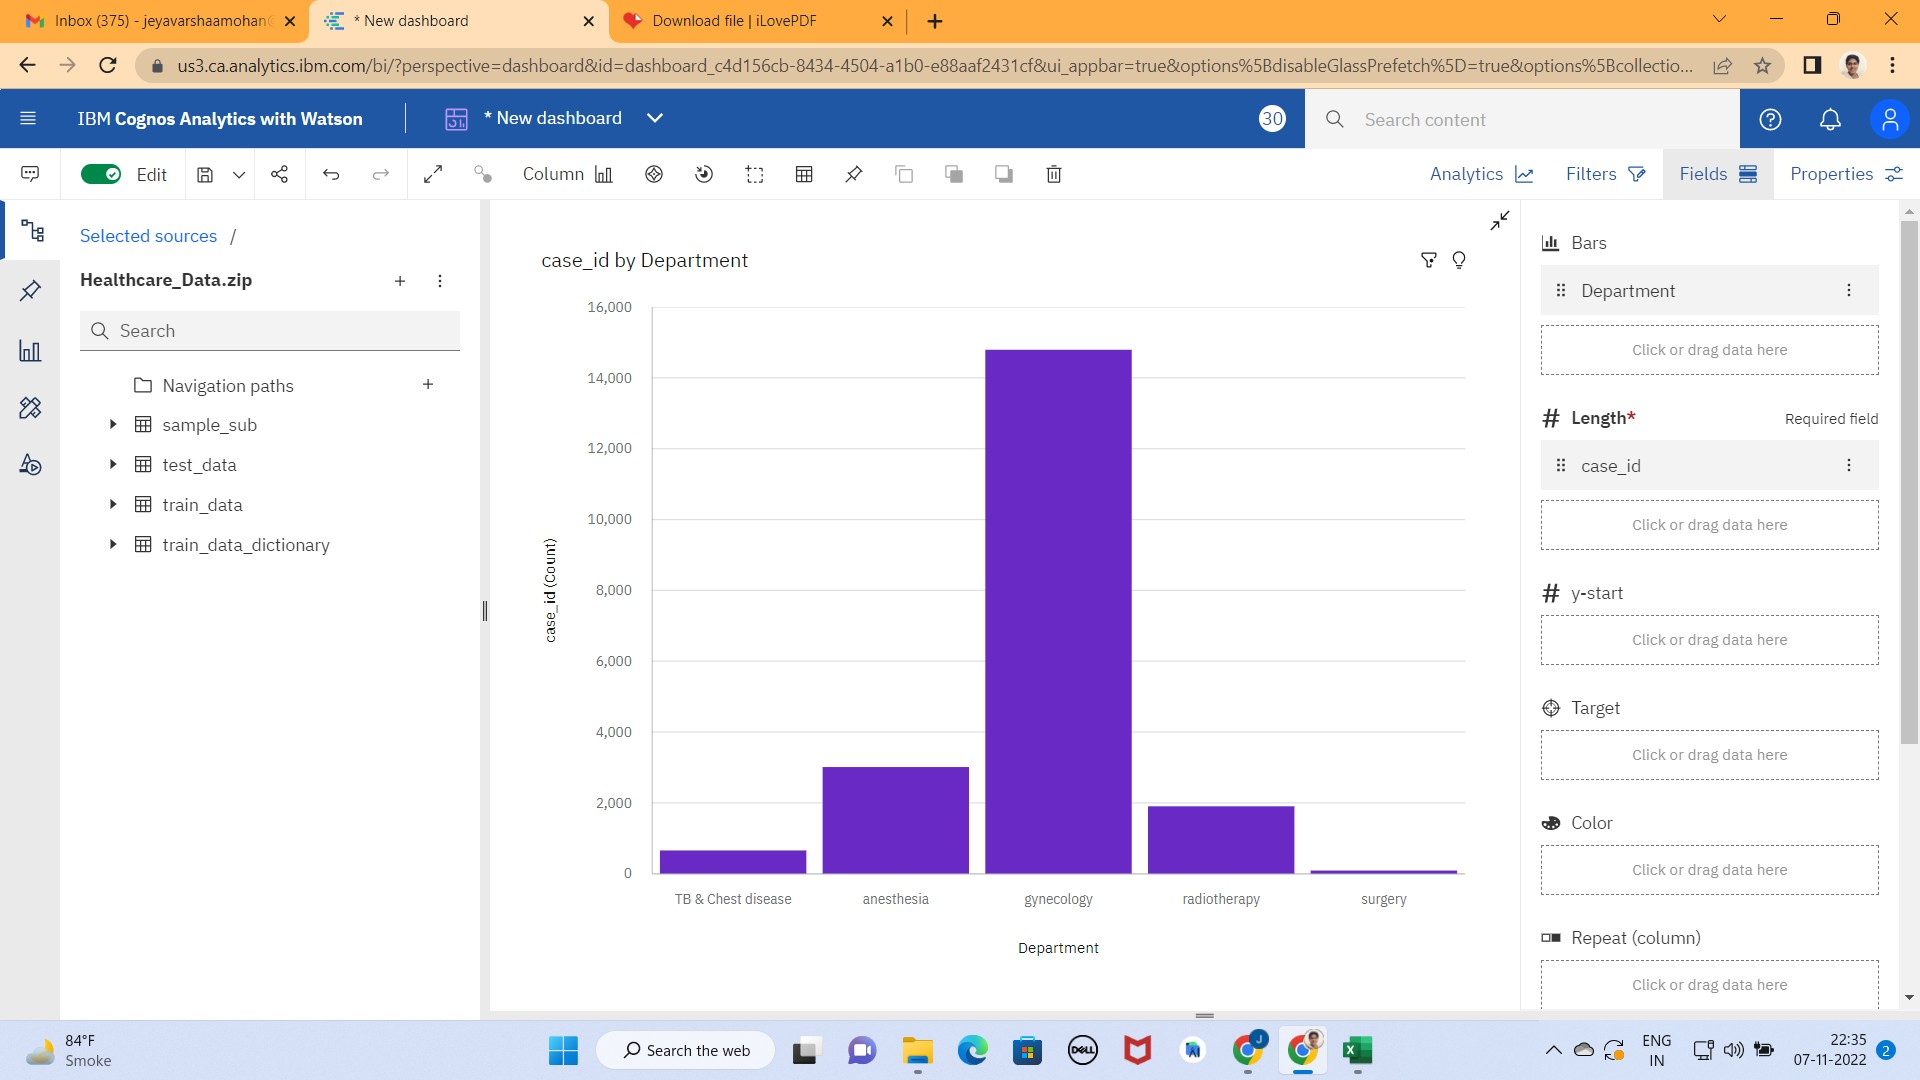 Inbox (375) - jeyavarshaamohan@
* New dashboard
Download file | iLovePDF
us3.ca.analytics.ibm.com/bi/?perspective=dashboard&id=dashboard_c4d156cb-8434-4504-a1b0-e88aaf2431cf&ui_appbar=true&options%5BdisableGlassPrefetch%5D=true&options%5Bcollectio...
IBM Cognos Analytics with Watson
* New dashboard
30
Search content
Edit
Column
Analytics
Filters
Fields
Properties
Selected sources /
Healthcare_Data.zip
Search
Navigation paths
sample_sub
test_data
train_data
train_data_dictionary
case_id by Department
16,000
14,000
12,000
10,000
8,000
6,000
4,000
2,000
0
case_id (Count)
TB & Chest disease
anesthesia
gynecology
radiotherapy
surgery
Department
Bars
Department
Click or drag data here
Length*
Required field
case_id
Click or drag data here
y-start
Click or drag data here
Target
Click or drag data here
Color
Click or drag data here
Repeat (column)
Click or drag data here
84°F
Smoke
Search the web
DELL
J
ENG
IN
22:35
07-11-2022
2